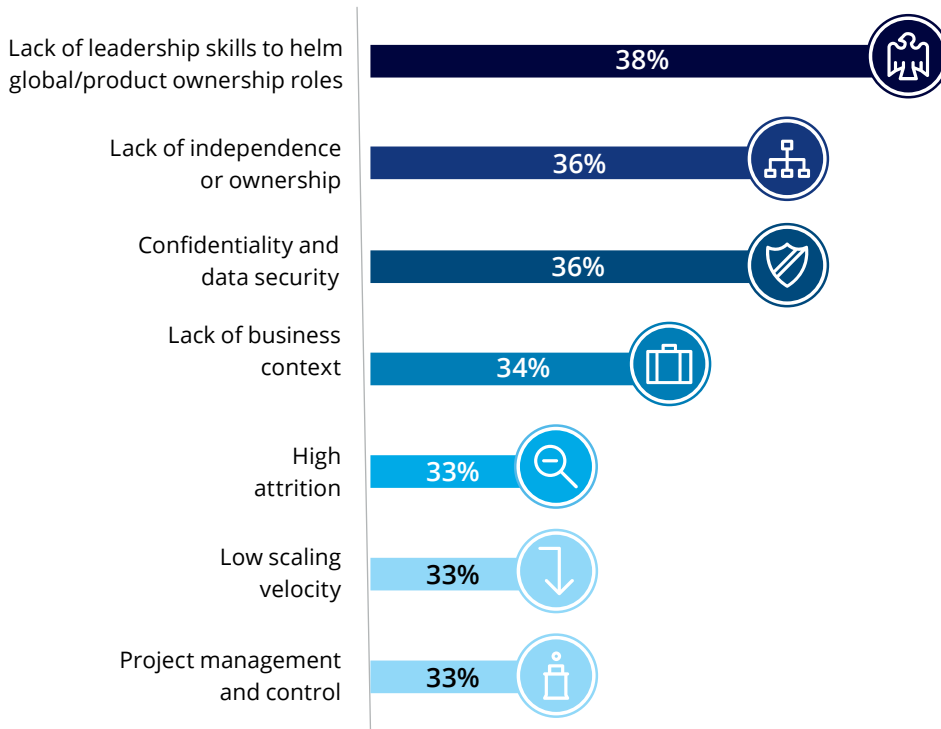 Lack of leadership skills to helm
global/product ownership roles
38%
Lack of independence
or ownership
36%
Confidentiality and
data security
36%
Lack of business
context
34%
High
attrition
33%
Low scaling
velocity
33%
Project management
and control
33%